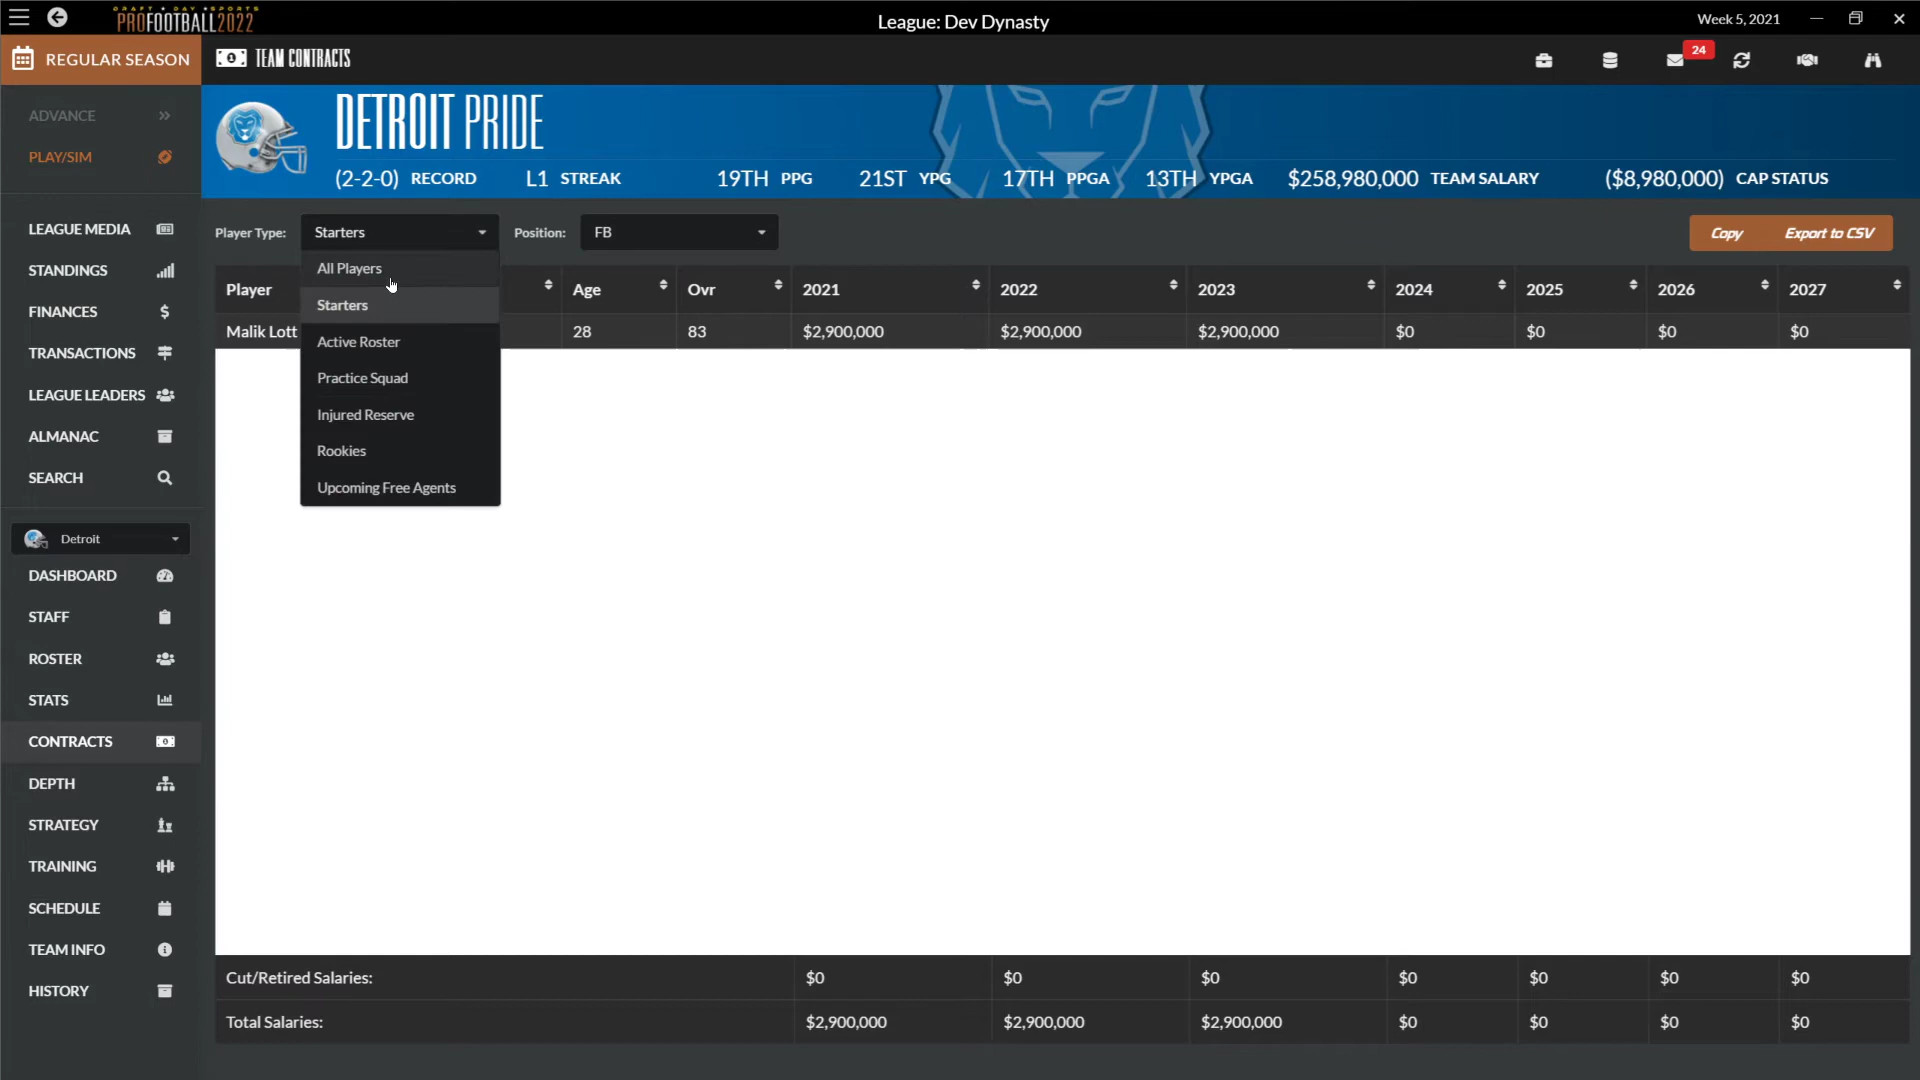 DRAFT DAY SPORTS
PROFOOTBALL2022
League: Dev Dynasty
Week 5, 2021
REGULAR SEASON
TEAM CONTRACTS
24
ADVANCE
PLAY/SIM
DETROIT PRIDE
(2-2-0) RECORD L1 STREAK 19TH PPG 21ST YPG 17TH PPGA 13TH YPGA $258,980,000 TEAM SALARY ($8,980,000) CAP STATUS
LEAGUE MEDIA
STANDINGS
FINANCES
TRANSACTIONS
LEAGUE LEADERS
ALMANAC
SEARCH
Detroit
DASHBOARD
STAFF
ROSTER
STATS
CONTRACTS
DEPTH
STRATEGY
TRAINING
SCHEDULE
TEAM INFO
HISTORY
Player Type: Starters Position: FB Copy Export to CSV
All Players
Starters
Active Roster
Practice Squad
Injured Reserve
Rookies
Upcoming Free Agents
Player Age Ovr 2021 2022 2023 2024 2025 2026 2027
Malik Lott 28 83 $2,900,000 $2,900,000 $2,900,000 $0 $0 $0 $0
Cut/Retired Salaries: $0 $0 $0 $0 $0 $0 $0
Total Salaries: $2,900,000 $2,900,000 $2,900,000 $0 $0 $0 $0